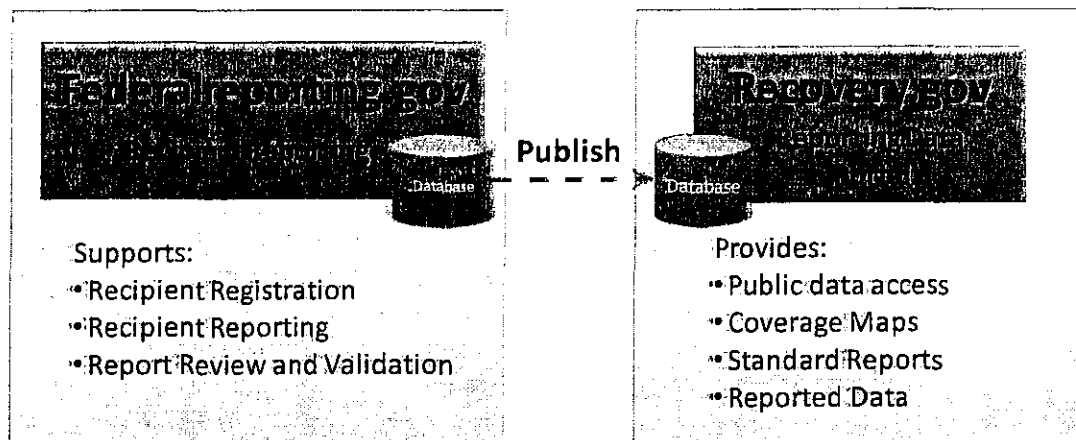 Federalreporting.gov
Database
Supports:
•Recipient Registration
•Recipient Reporting
•Report Review and Validation
Publish
Recovery.gov
Database
Provides:
•Public data access
•Coverage Maps
•Standard Reports
•Reported Data